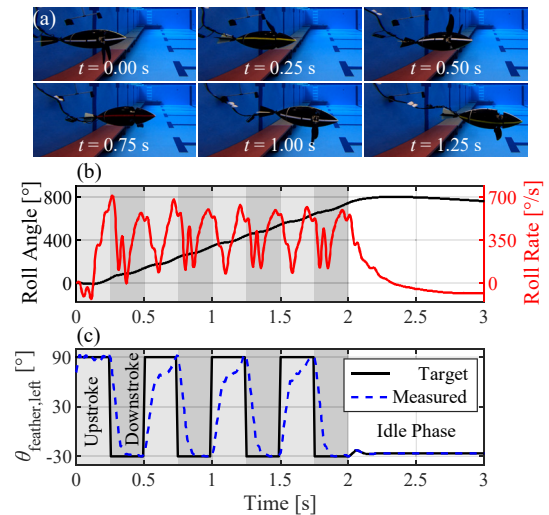 (a)
t = 0.00 s
t = 0.25 s
t = 0.50 s
t = 0.75 s
t = 1.00 s
t = 1.25 s
(b)
Roll Angle [°]
800
400
0
700
350
0
Roll Rate [°/s]
0 0.5 1 1.5 2 2.5 3
(c)
θfeather,left [°]
90
30
-30
Upstroke
Downstroke
Target
Measured
Idle Phase
0 0.5 1 1.5 2 2.5 3
Time [s]